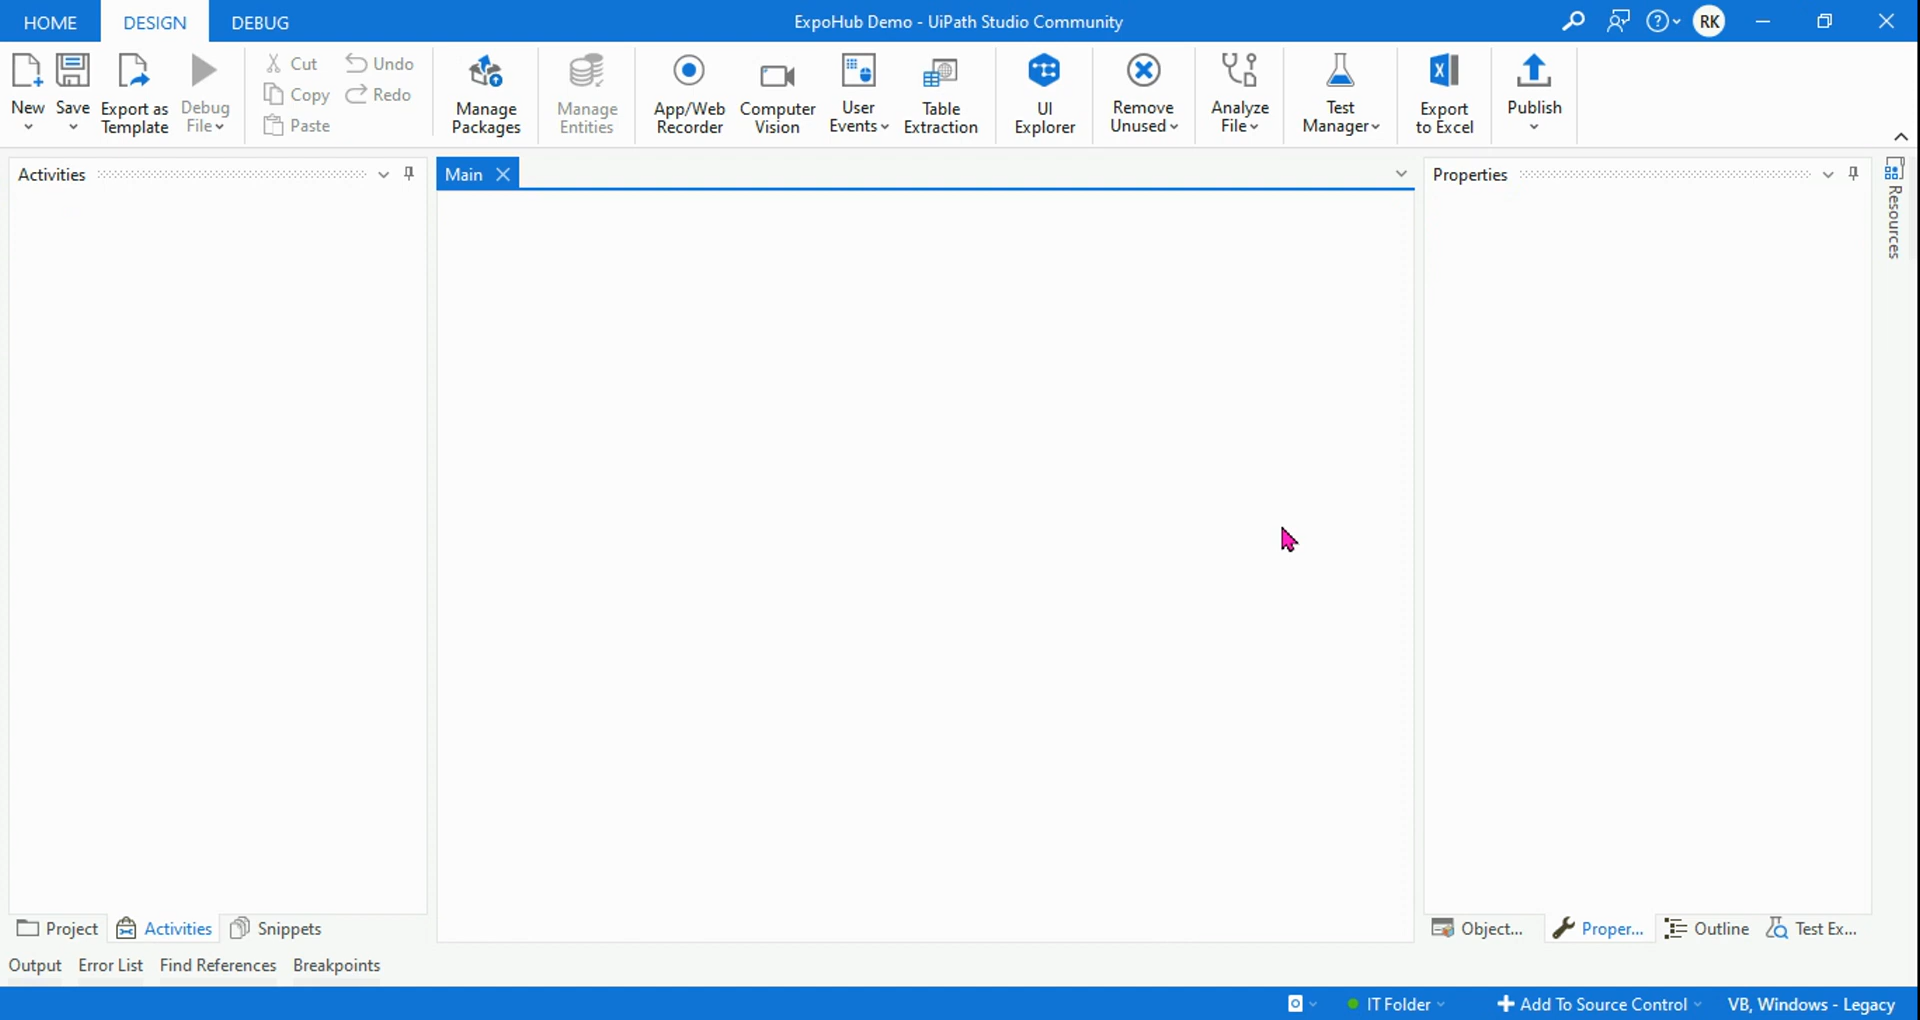 HOME DESIGN DEBUG ExpoHub Demo - UiPath Studio Community RK
New Save Export as Template Debug File
Cut Undo
Copy Redo
Paste
Manage Packages
Manage Entities
App/Web Recorder
Computer Vision
User Events
Table Extraction
UI Explorer
Remove Unused
Analyze File
Test Manager
Export to Excel
Publish
Activities
Main
Properties
Resources
Project Activities Snippets
Object... Proper... Outline Test Ex...
Output Error List Find References Breakpoints
IT Folder Add To Source Control VB, Windows - Legacy